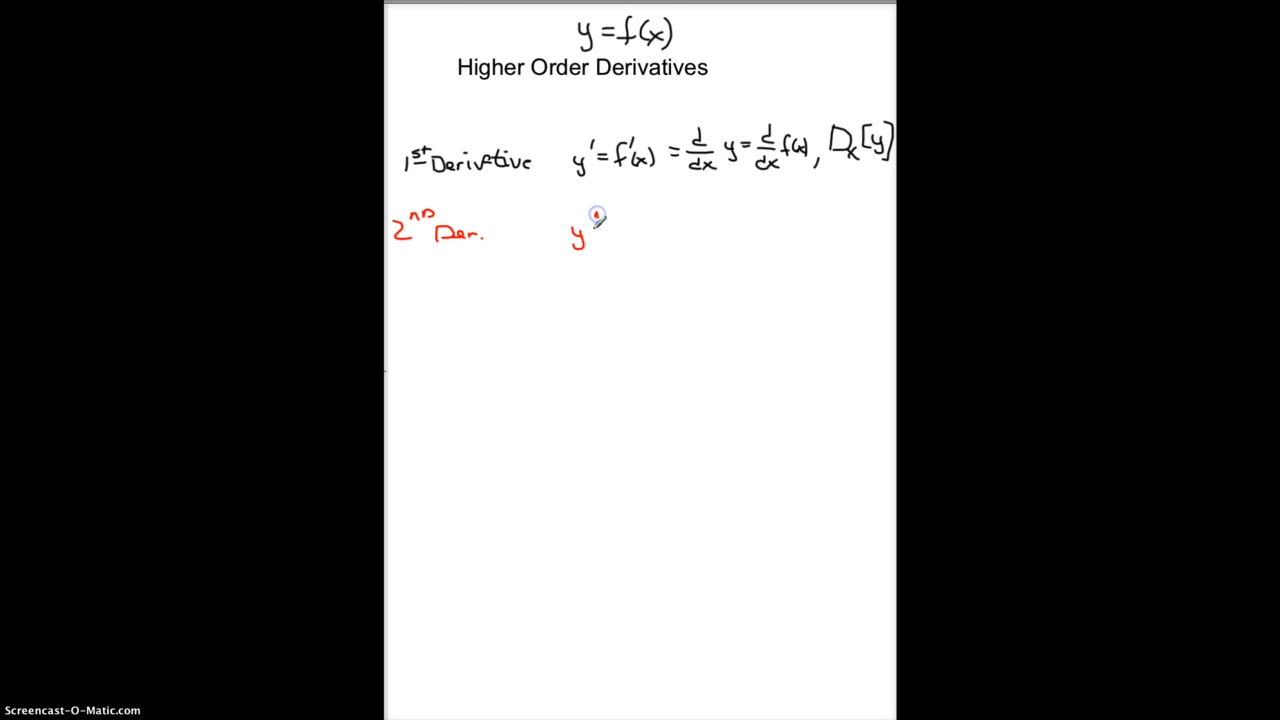 y = f(x)
Higher Order Derivatives
1st Derivative y' = f'(x) = d/dx y = d/dx f(x), Dx[y]
2nd Der. y'
Screencast-O-Matic.com